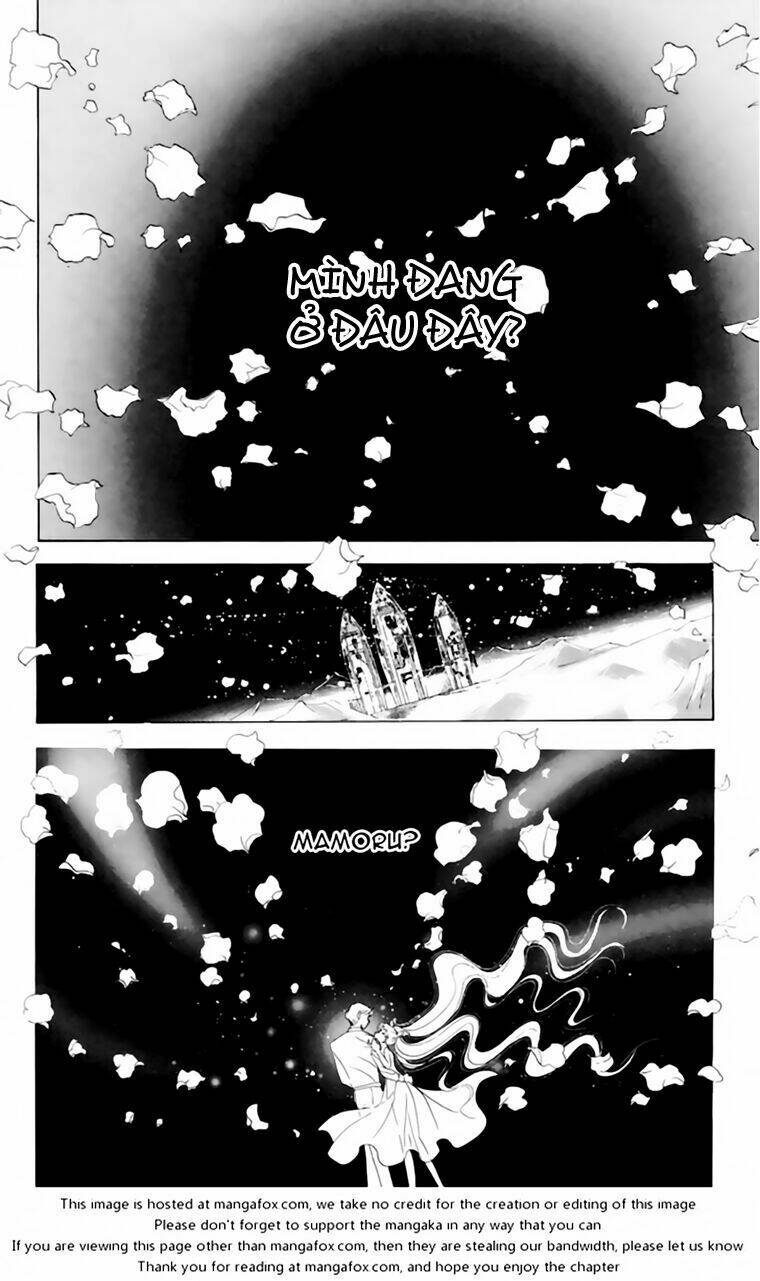 MÌNH ĐANG
Ở ĐÂU ĐÂY?
MAMORU?
This image is hosted at mangafox.com, we take no credit for the creation or editing of this image
Please don't forget to support the mangaka in any way that you can
If you are viewing this page other than mangafox.com, then they are stealing our bandwidth, please let us know
Thank you for reading at mangafox.com, and hope you enjoy the chapter